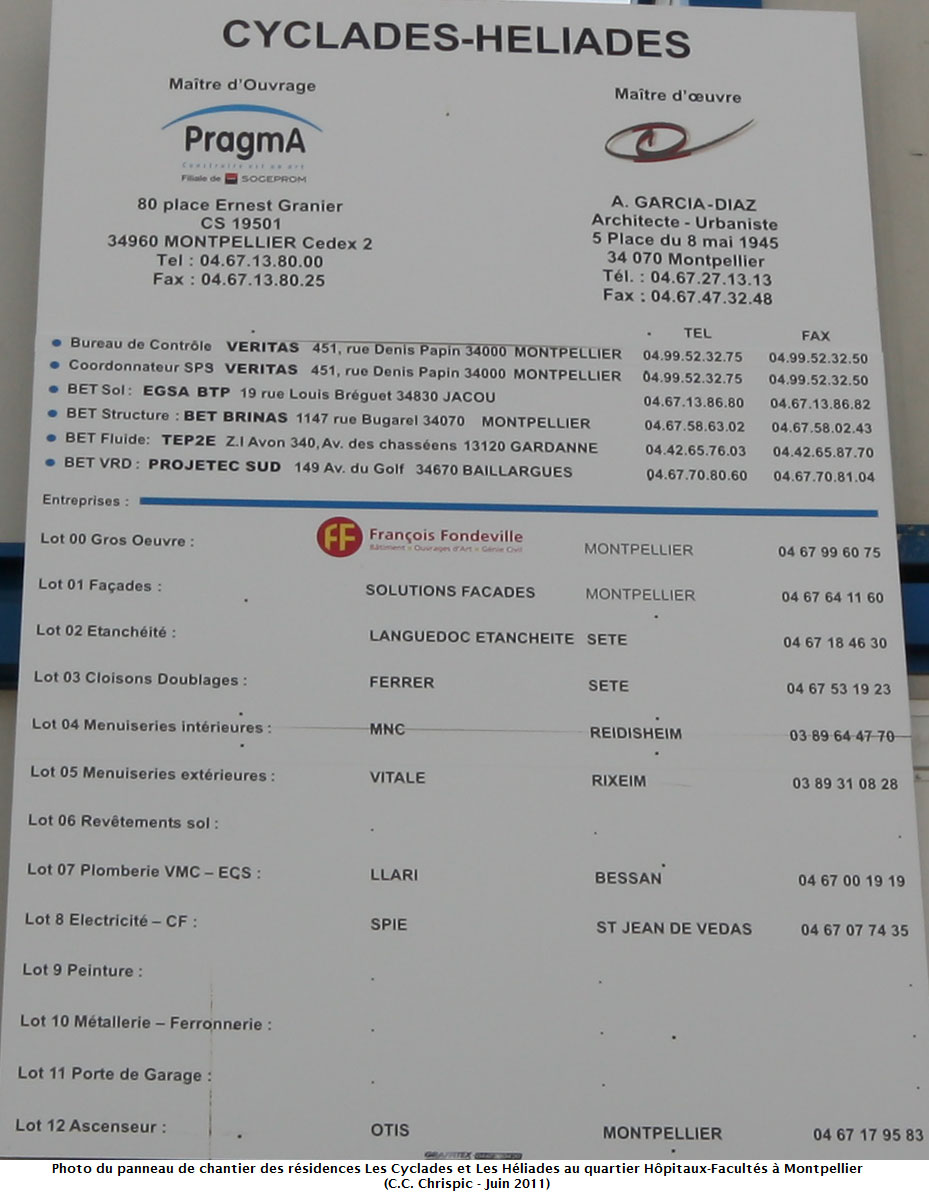 CYCLADES-HELIADES
Maître d'Ouvrage
PragmA
Construire est un art
Filiale de SOGEPROM
80 place Ernest Granier
CS 19501
34960 MONTPELLIER Cedex 2
Tel : 04.67.13.80.00
Fax : 04.67.13.80.25
Maître d'œuvre
A. GARCIA-DIAZ
Architecte - Urbaniste
5 Place du 8 mai 1945
34 070 Montpellier
Tél. : 04.67.27.13.13
Fax : 04.67.47.32.48
TEL FAX
• Bureau de Contrôle VERITAS 451, rue Denis Papin 34000 MONTPELLIER 04.99.52.32.75 04.99.52.32.50
• Coordonnateur SPS VERITAS 451, rue Denis Papin 34000 MONTPELLIER 04.99.52.32.75 04.99.52.32.50
• BET Sol : EGSA BTP 19 rue Louis Bréguet 34830 JACOU 04.67.13.86.80 04.67.13.86.82
• BET Structure : BET BRINAS 1147 rue Bugarel 34070 MONTPELLIER 04.67.58.63.02 04.67.58.02.43
• BET Fluide: TEP2E Z.I Avon 340, Av. des chasséens 13120 GARDANNE 04.42.65.76.03 04.42.65.87.70
• BET VRD : PROJETEC SUD 149 Av. du Golf 34670 BAILLARGUES 04.67.70.80.60 04.67.70.81.04
Entreprises :
Lot 00 Gros Oeuvre : FF François Fondeville MONTPELLIER 04 67 99 60 75
Bâtiment - Ouvrages d'Art - Génie Civil
Lot 01 Façades : SOLUTIONS FACADES MONTPELLIER 04 67 64 11 60
Lot 02 Etanchéité : LANGUEDOC ETANCHEITE SETE 04 67 18 46 30
Lot 03 Cloisons Doublages : FERRER SETE 04 67 53 19 23
Lot 04 Menuiseries intérieures : MNC REIDISHEIM 03 89 64 47 70
Lot 05 Menuiseries extérieures : VITALE RIXEIM 03 89 31 08 28
Lot 06 Revêtements sol : . . .
Lot 07 Plomberie VMC – ECS : LLARI BESSAN 04 67 00 19 19
Lot 8 Electricité – CF : SPIE ST JEAN DE VEDAS 04 67 07 74 35
Lot 9 Peinture : . . .
Lot 10 Métallerie – Ferronnerie : . . .
Lot 11 Porte de Garage : . . .
Lot 12 Ascenseur : OTIS MONTPELLIER 04 67 17 95 83
Photo du panneau de chantier des résidences Les Cyclades et Les Héliades au quartier Hôpitaux-Facultés à Montpellier
(C.C. Chrispic - Juin 2011)